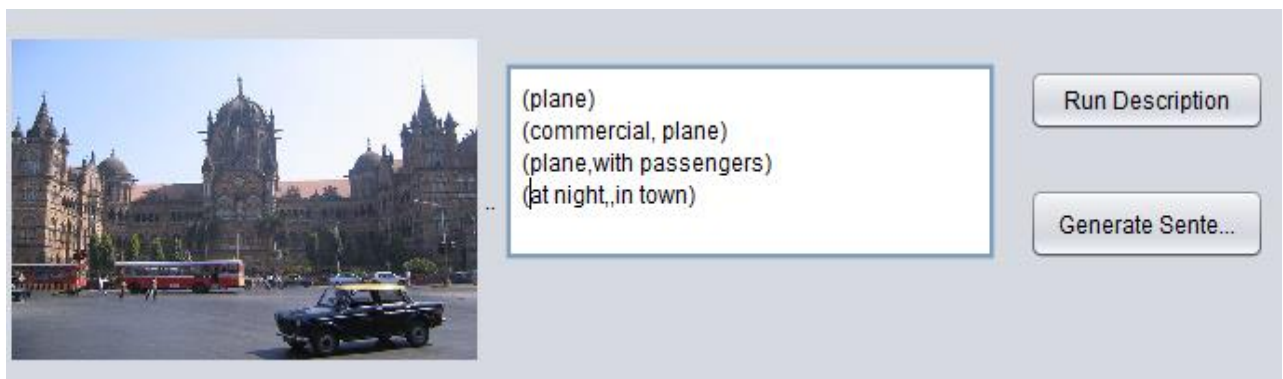 (plane)
(commercial, plane)
(plane,with passengers)
(at night,,in town)
..
Run Description
Generate Sente...